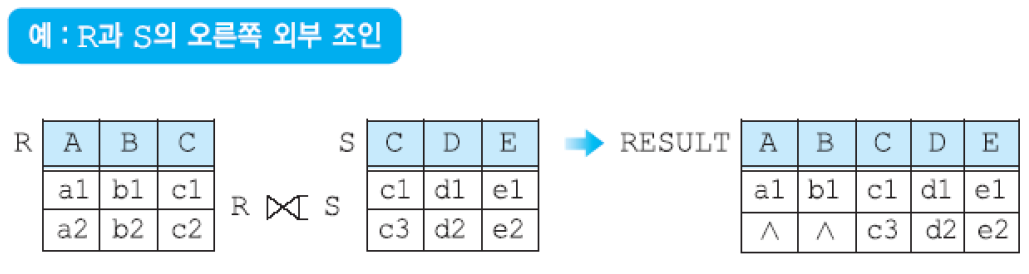 예 : R과 S의 오른쪽 외부 조인
R A B C S C D E RESULT A B C D E
a1 b1 c1 c1 d1 e1 a1 b1 c1 d1 e1
R ⟖ S
a2 b2 c2 c3 d2 e2 ∧ ∧ c3 d2 e2